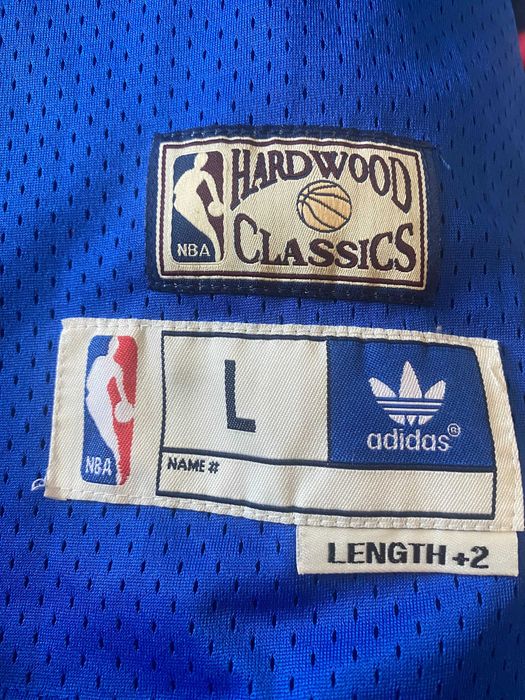 HARDWOOD
NBA
CLASSICS
L
adidas®
NBA
NAME #
LENGTH +2